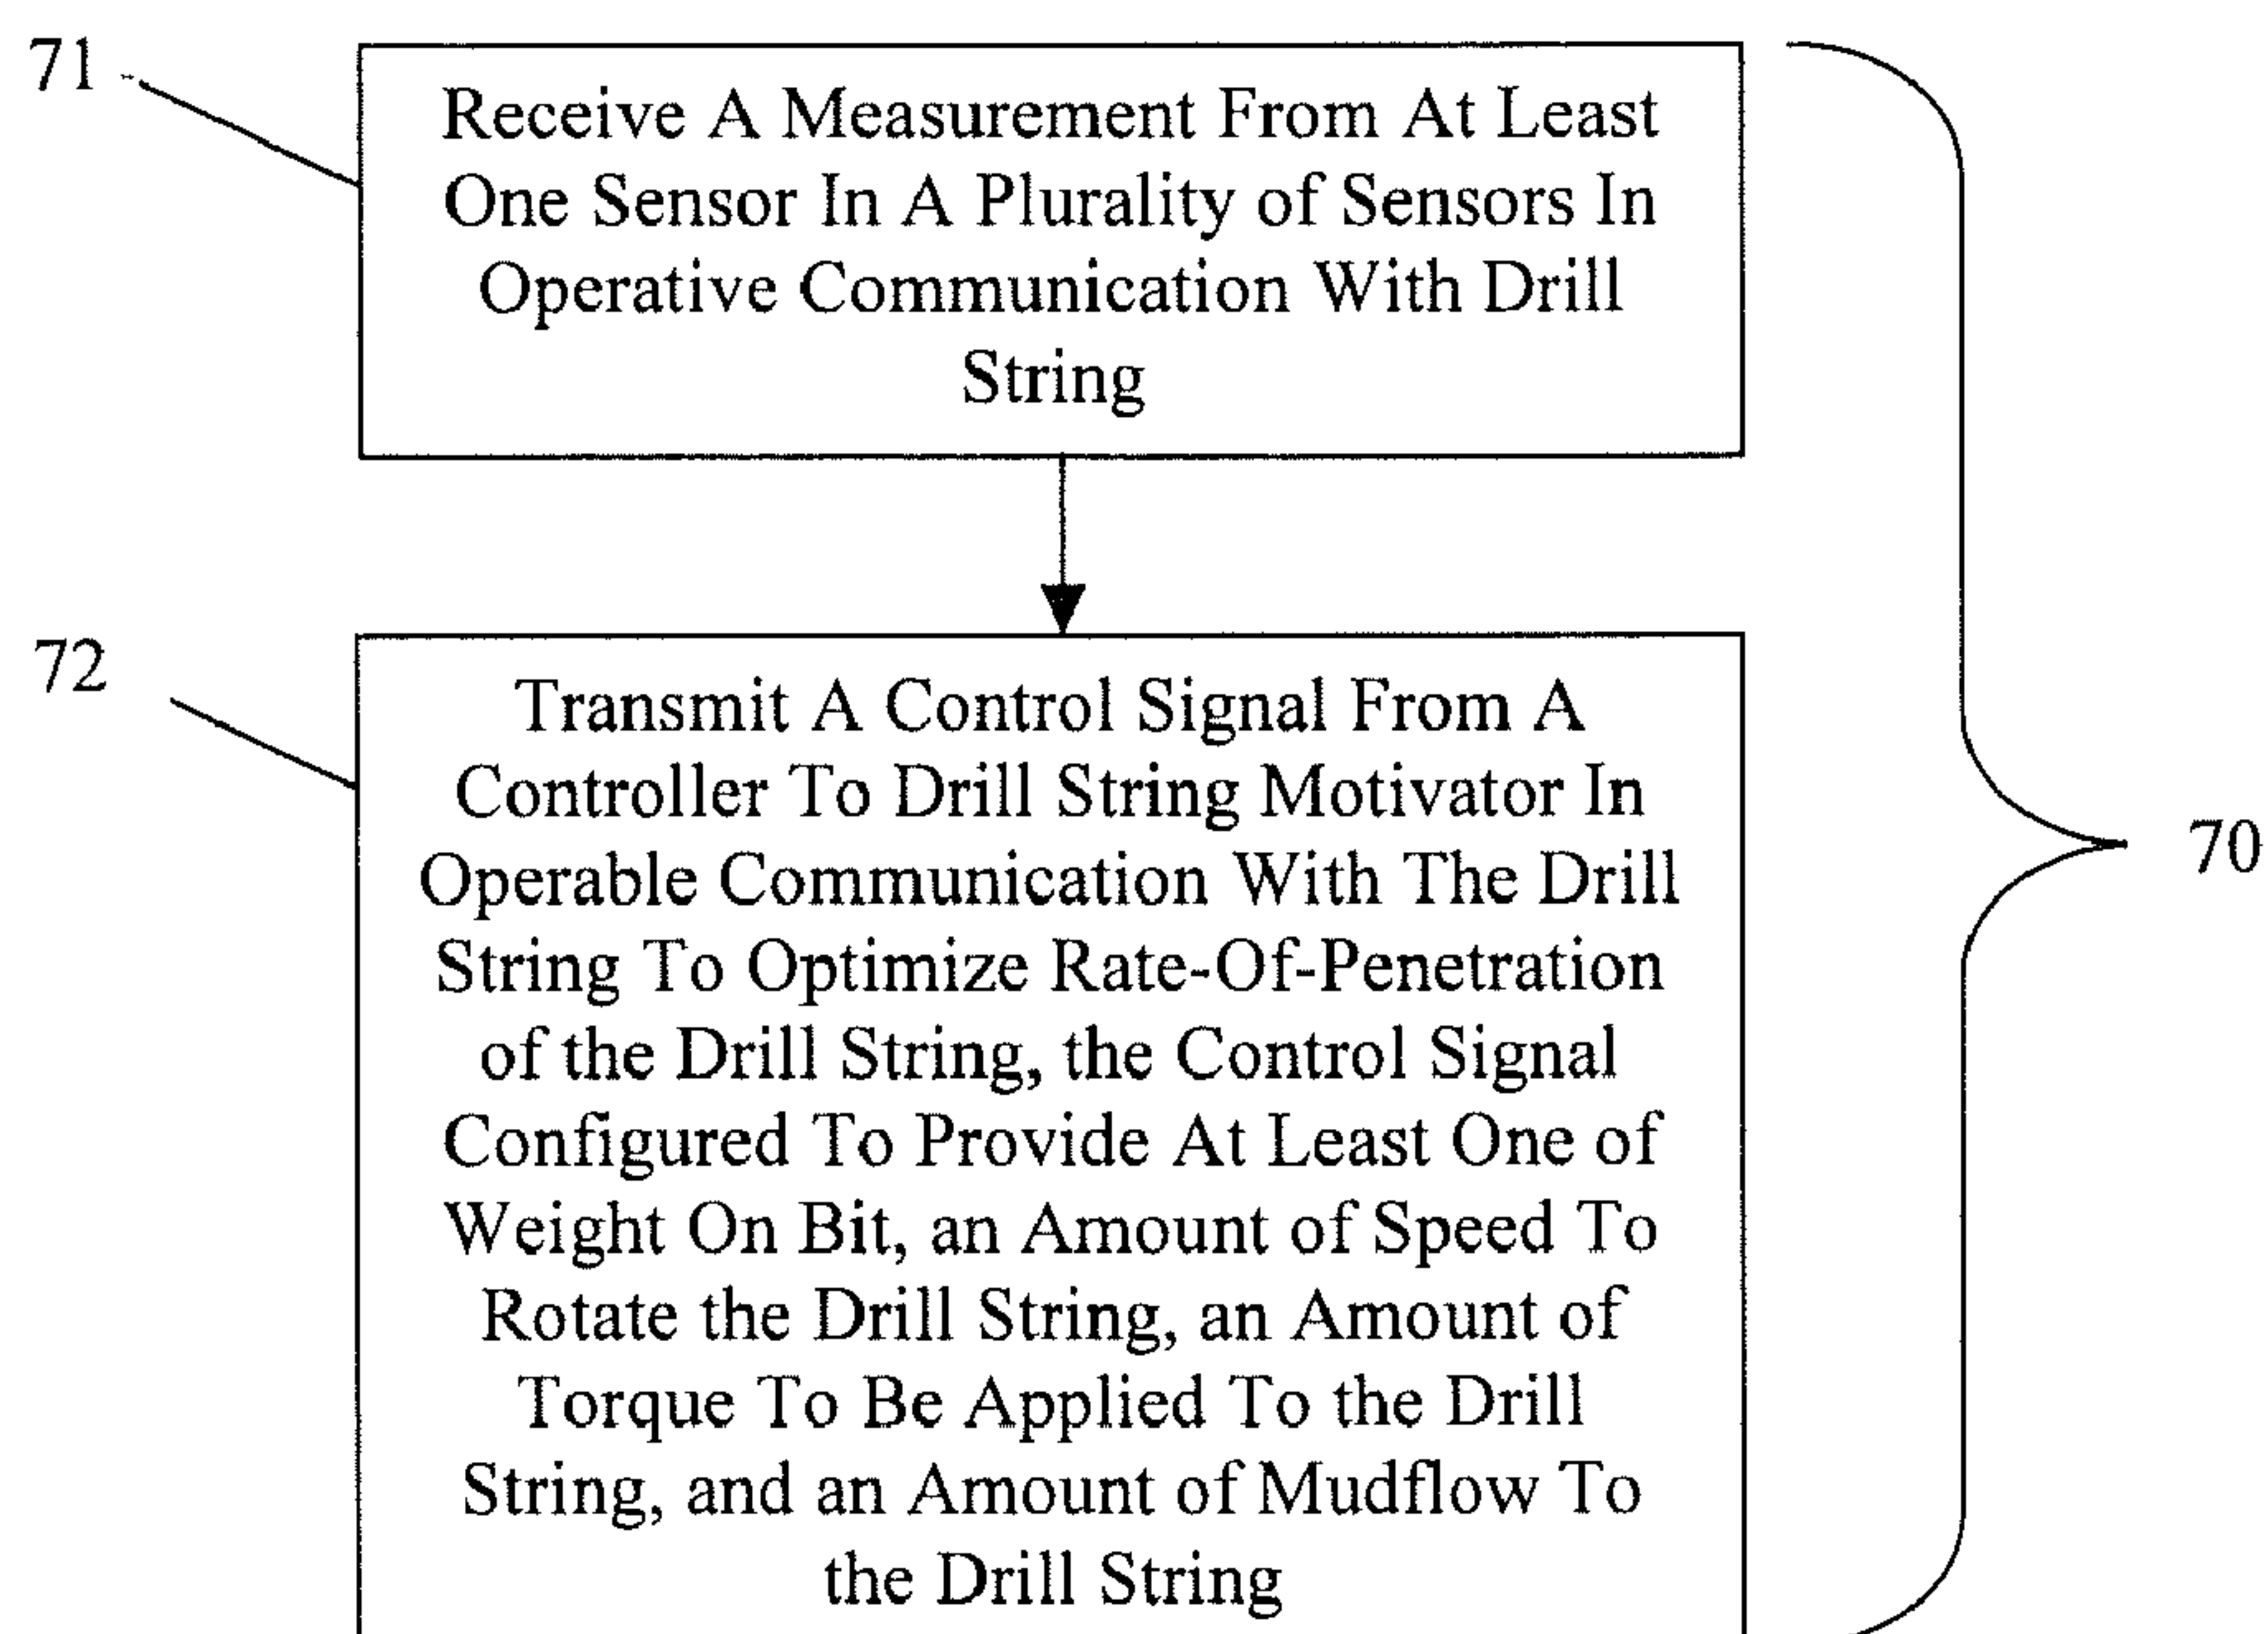 71
Receive A Measurement From At Least
One Sensor In A Plurality of Sensors In
Operative Communication With Drill
String
72
Transmit A Control Signal From A
Controller To Drill String Motivator In
Operable Communication With The Drill
String To Optimize Rate-Of-Penetration
of the Drill String, the Control Signal
Configured To Provide At Least One of
Weight On Bit, an Amount of Speed To
Rotate the Drill String, an Amount of
Torque To Be Applied To the Drill
String, and an Amount of Mudflow To
the Drill String
70